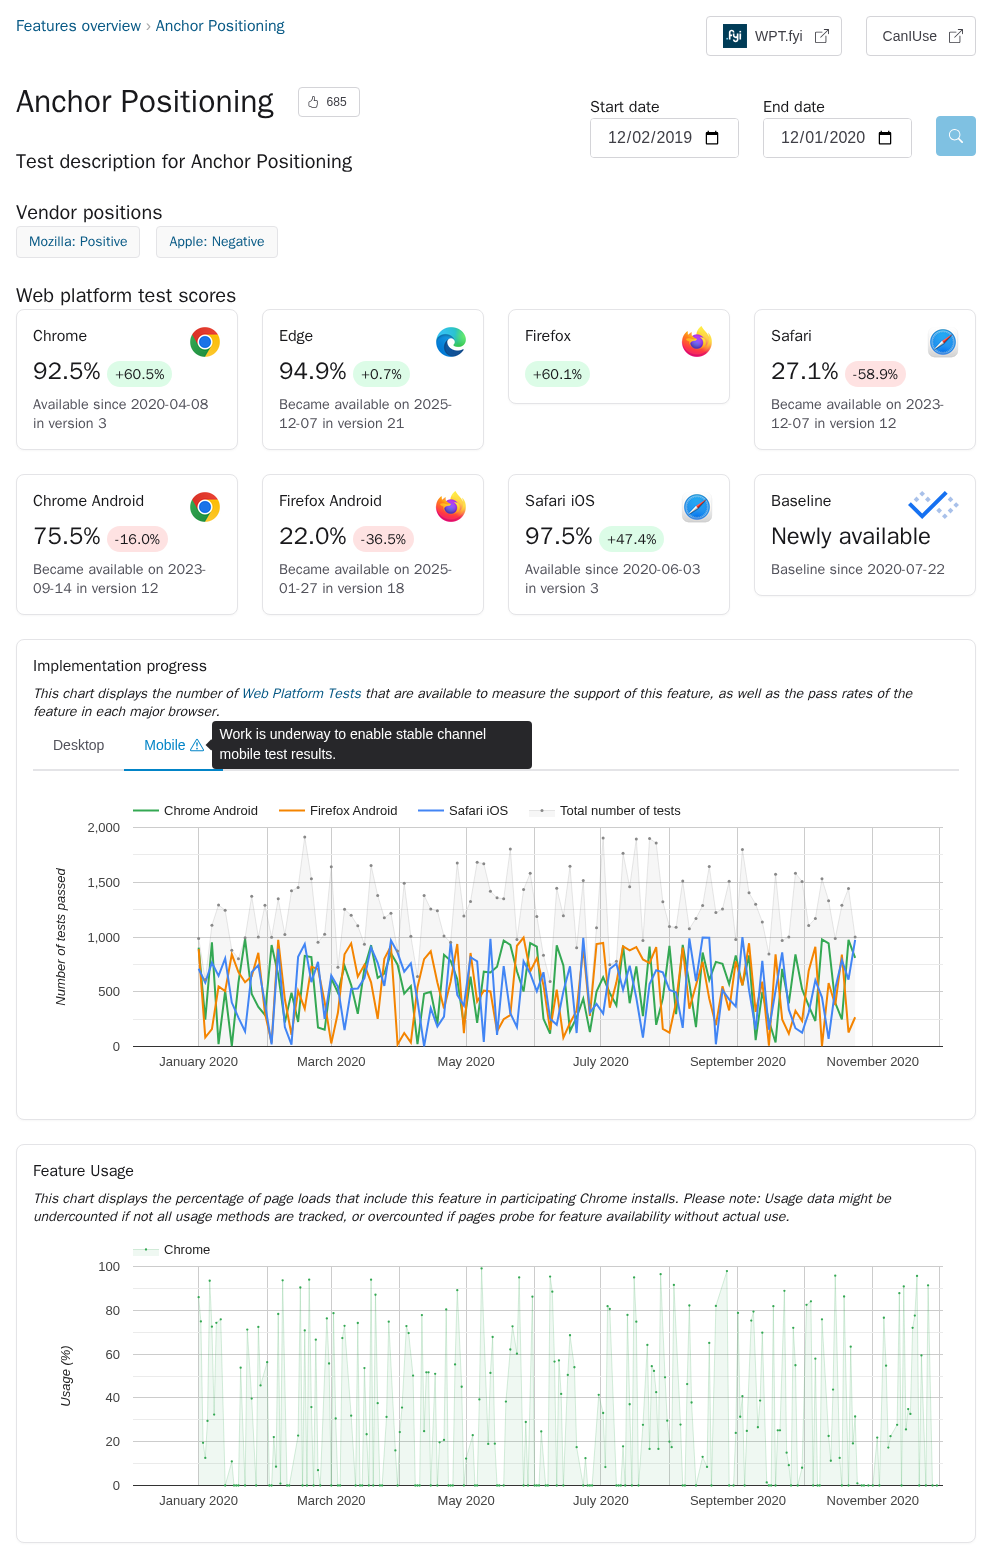 Features overview › Anchor Positioning
.fyi WPT.fyi
CanIUse
Anchor Positioning
685
Start date
12/02/2019
End date
12/01/2020
Test description for Anchor Positioning
Vendor positions
Mozilla: Positive
Apple: Negative
Web platform test scores
Chrome
92.5% +60.5%
Available since 2020-04-08
in version 3
Edge
94.9% +0.7%
Became available on 2025-
12-07 in version 21
Firefox
+60.1%
Safari
27.1% -58.9%
Became available on 2023-
12-07 in version 12
Chrome Android
75.5% -16.0%
Became available on 2023-
09-14 in version 12
Firefox Android
22.0% -36.5%
Became available on 2025-
01-27 in version 18
Safari iOS
97.5% +47.4%
Available since 2020-06-03
in version 3
Baseline
Newly available
Baseline since 2020-07-22
Implementation progress
This chart displays the number of Web Platform Tests that are available to measure the support of this feature, as well as the pass rates of the
feature in each major browser.
Desktop
Mobile
Work is underway to enable stable channel
mobile test results.
Chrome Android
Firefox Android
Safari iOS
Total number of tests
Number of tests passed
2,000
1,500
1,000
500
0
January 2020
March 2020
May 2020
July 2020
September 2020
November 2020
Feature Usage
This chart displays the percentage of page loads that include this feature in participating Chrome installs. Please note: Usage data might be
undercounted if not all usage methods are tracked, or overcounted if pages probe for feature availability without actual use.
Chrome
Usage (%)
100
80
60
40
20
0
January 2020
March 2020
May 2020
July 2020
September 2020
November 2020